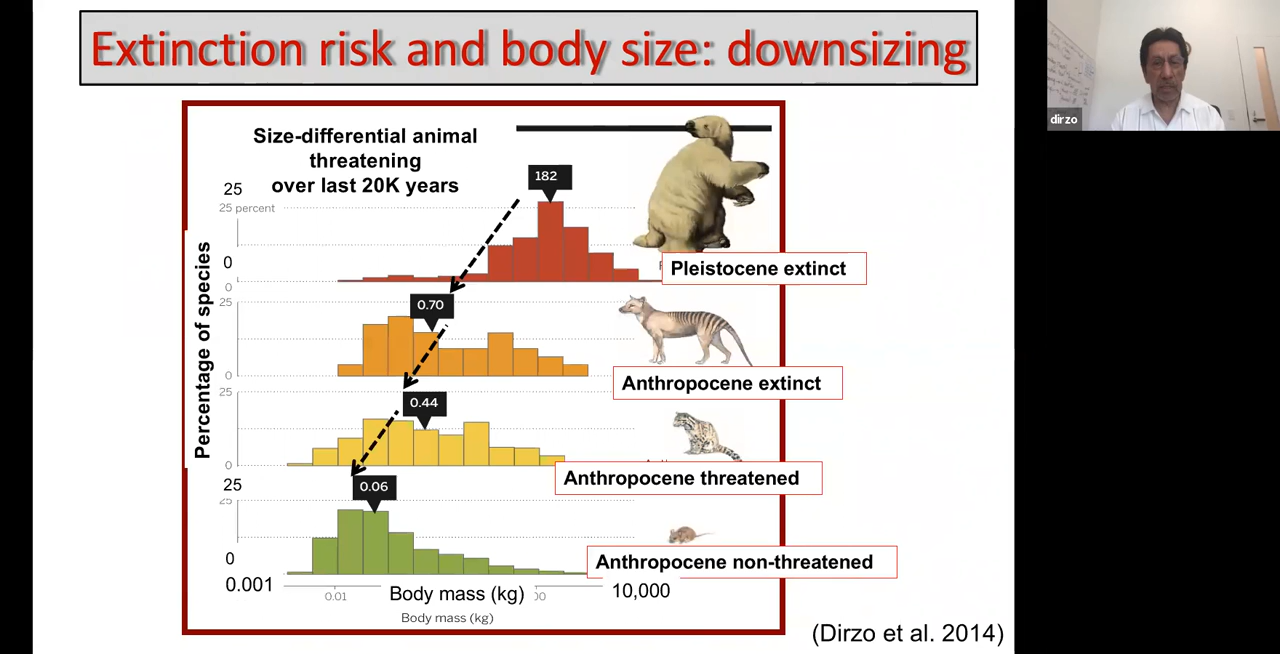 Extinction risk and body size: downsizing
dirzo
Size-differential animal
threatening
over last 20K years
25
25 percent
182
0
0
Pleistocene extinct
Percentage of species
25
0.70
0
Anthropocene extinct
25
0.44
0
Anthropocene threatened
25
25
0.06
0
Anthropocene non-threatened
0.001
0.01
Body mass (kg)
00
10,000
Body mass (kg)
(Dirzo et al. 2014)